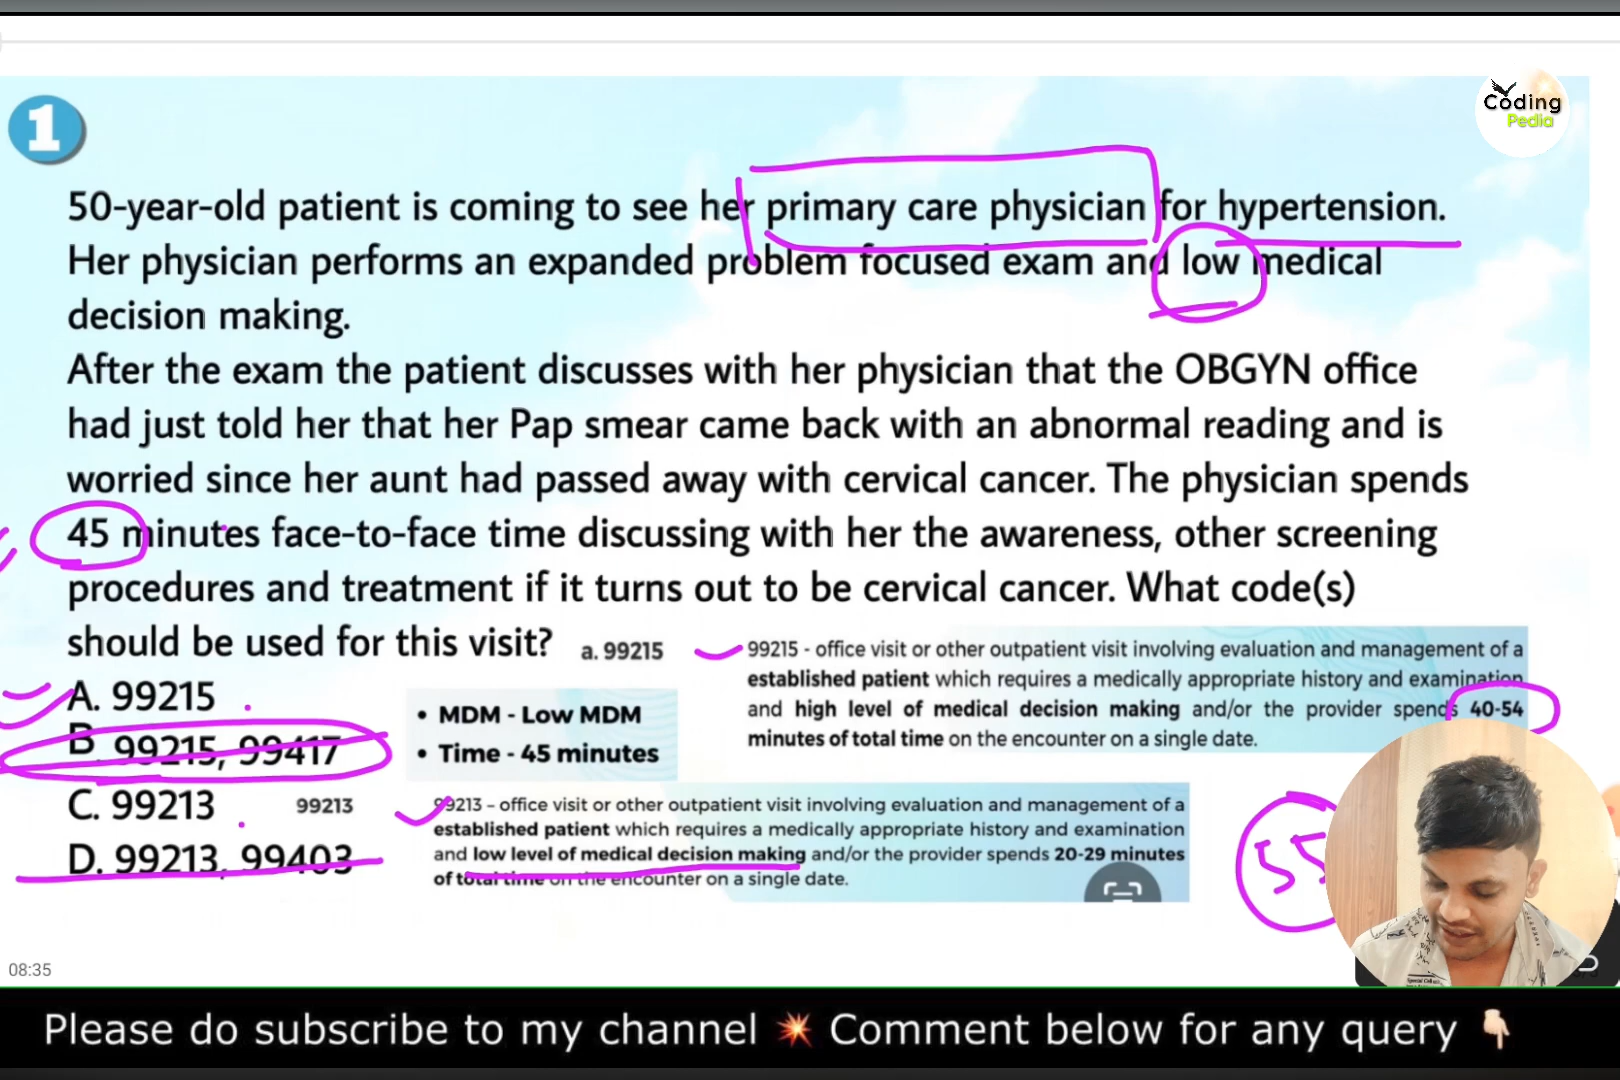 1
Coding
Pedia
50-year-old patient is coming to see her primary care physician for hypertension.
Her physician performs an expanded problem focused exam and low medical
decision making.
After the exam the patient discusses with her physician that the OBGYN office
had just told her that her Pap smear came back with an abnormal reading and is
worried since her aunt had passed away with cervical cancer. The physician spends
45 minutes face-to-face time discussing with her the awareness, other screening
procedures and treatment if it turns out to be cervical cancer. What code(s)
should be used for this visit?
a. 99215
99215 - office visit or other outpatient visit involving evaluation and management of a
established patient which requires a medically appropriate history and examination
and high level of medical decision making and/or the provider spends 40-54
minutes of total time on the encounter on a single date.
A. 99215
B 99215, 99417
C. 99213
D. 99213, 99403
• MDM - Low MDM
• Time - 45 minutes
99213
99213 – office visit or other outpatient visit involving evaluation and management of a
established patient which requires a medically appropriate history and examination
and low level of medical decision making and/or the provider spends 20-29 minutes
of total time on the encounter on a single date.
55
08:35
Please do subscribe to my channel 💥 Comment below for any query 👇🏻